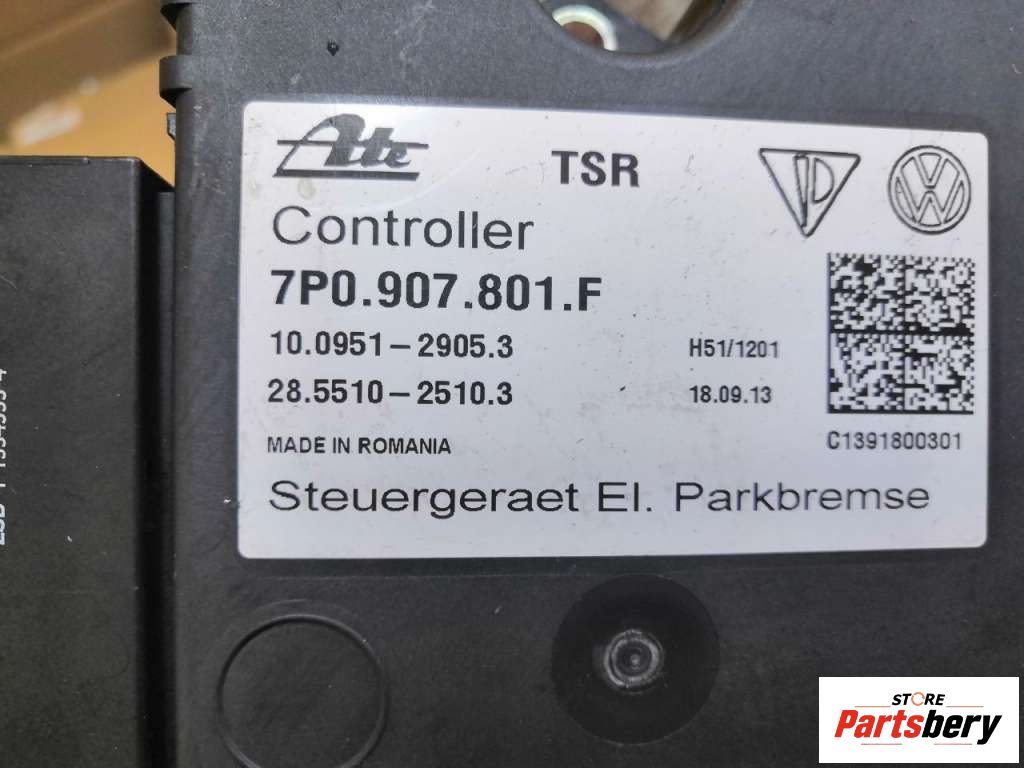 Ate
TSR
Controller
7P0.907.801.F
10.0951-2905.3
H51/1201
28.5510-2510.3
18.09.13
MADE IN ROMANIA
C1391800301
Steuergeraet El. Parkbremse
STORE
Partsbery